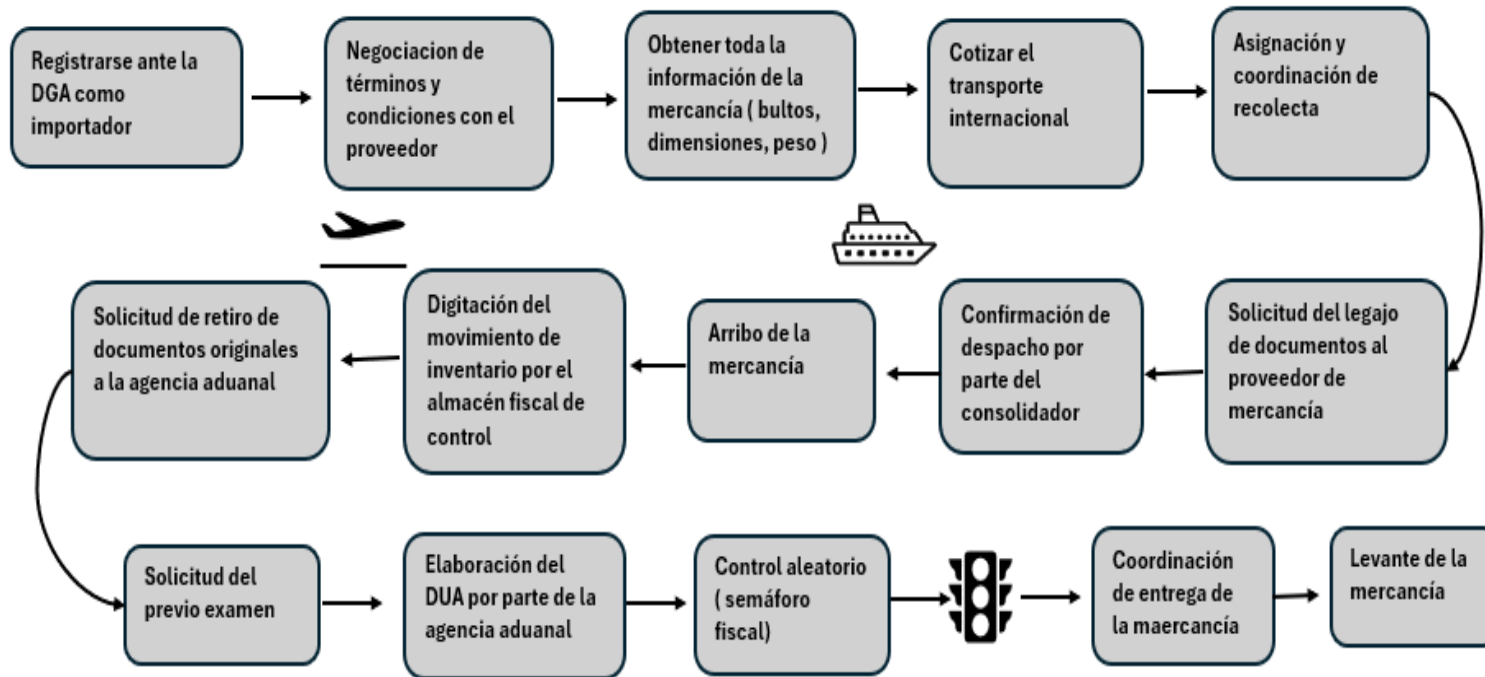 Registrarse ante la
DGA como
importador
Negociacion de
términos y
condiciones con el
proveedor
Obtener toda la
información de la
mercancía ( bultos,
dimensiones, peso )
Cotizar el
transporte
internacional
Asignación y
coordinación de
recolecta
Solicitud del legajo
de documentos al
proveedor de
mercancía
Confirmación de
despacho por
parte del
consolidador
Arribo de la
mercancía
Digitación del
movimiento de
inventario por el
almacén fiscal de
control
Solicitud de retiro de
documentos originales
a la agencia aduanal
Solicitud del
previo examen
Elaboración del
DUA por parte de la
agencia aduanal
Control aleatorio
( semáforo
fiscal)
Coordinación
de entrega de
la maercancía
Levante de la
mercancía